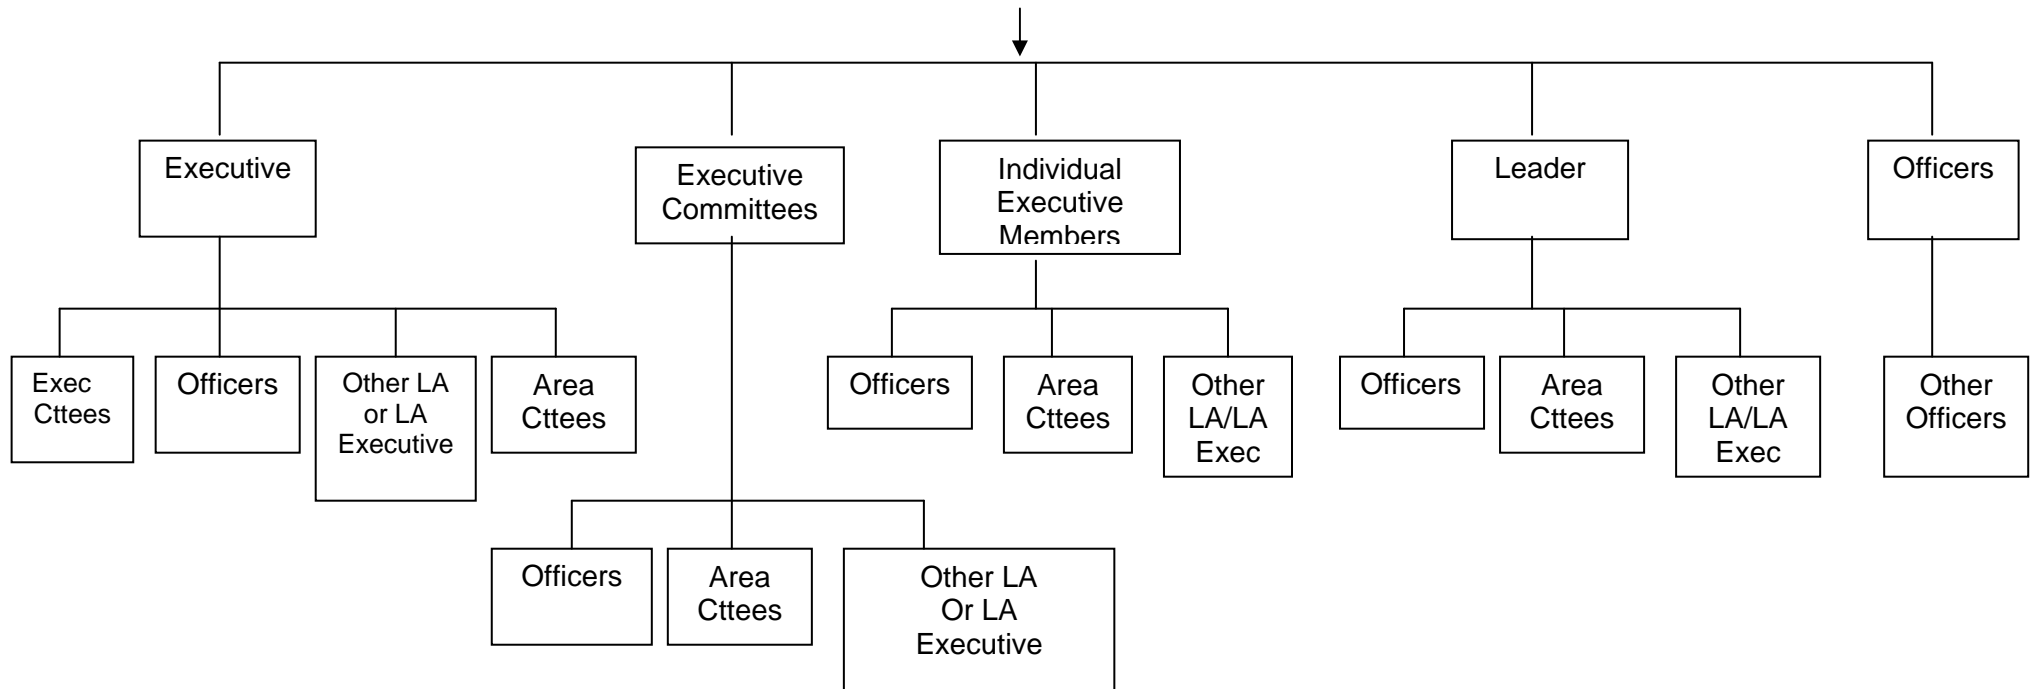 Executive
Executive
Committees
Individual
Executive
Members
Leader
Officers
Exec
Cttees
Officers
Other LA
or LA
Executive
Area
Cttees
Officers
Area
Cttees
Other
LA/LA
Exec
Officers
Area
Cttees
Other
LA/LA
Exec
Other
Officers
Officers
Area
Cttees
Other LA
Or LA
Executive